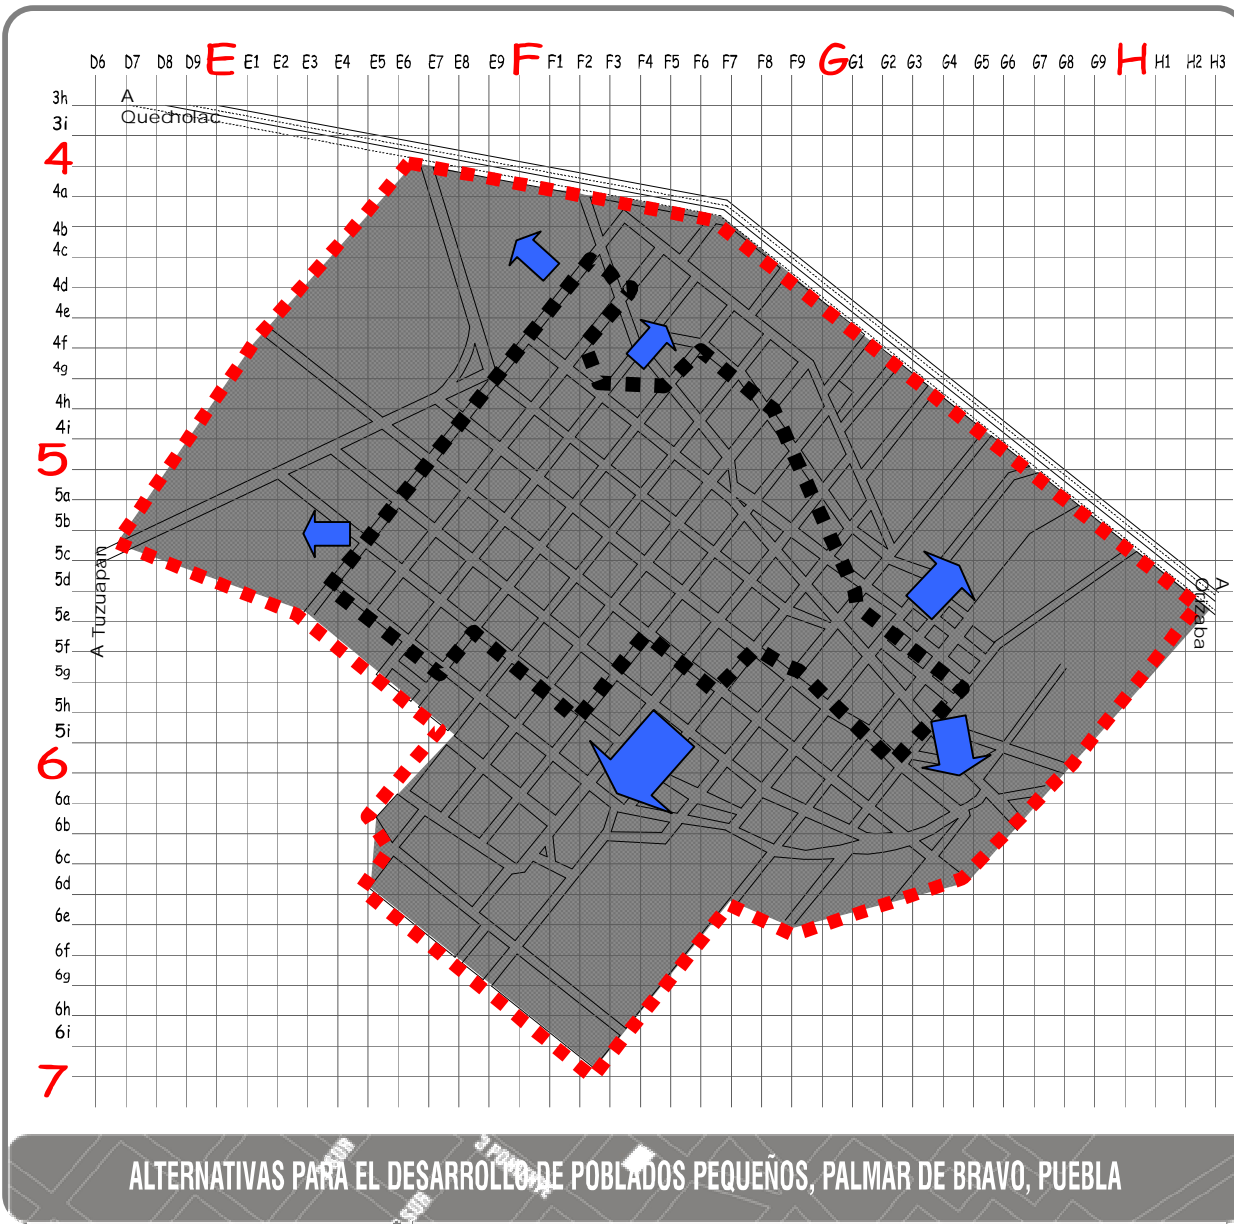 D6 D7 D8 D9 E E1 E2 E3 E4 E5 E6 E7 E8 E9 F F1 F2 F3 F4 F5 F6 F7 F8 F9 G G1 G2 G3 G4 G5 G6 G7 G8 G9 H H1 H2 H3
3h
A
Quecholac
3i
4
4a
4b
4c
4d
4e
4f
4g
4h
4i
5
5a
5b
5c
5d
5e
5f
5g
5h
5i
A Tuzuapan
A
Orizaba
6
6a
6b
6c
6d
6e
6f
6g
6h
6i
7
3 PONIENTE
SUR
ALTERNATIVAS PARA EL DESARROLLO DE POBLADOS PEQUEÑOS, PALMAR DE BRAVO, PUEBLA
SUR